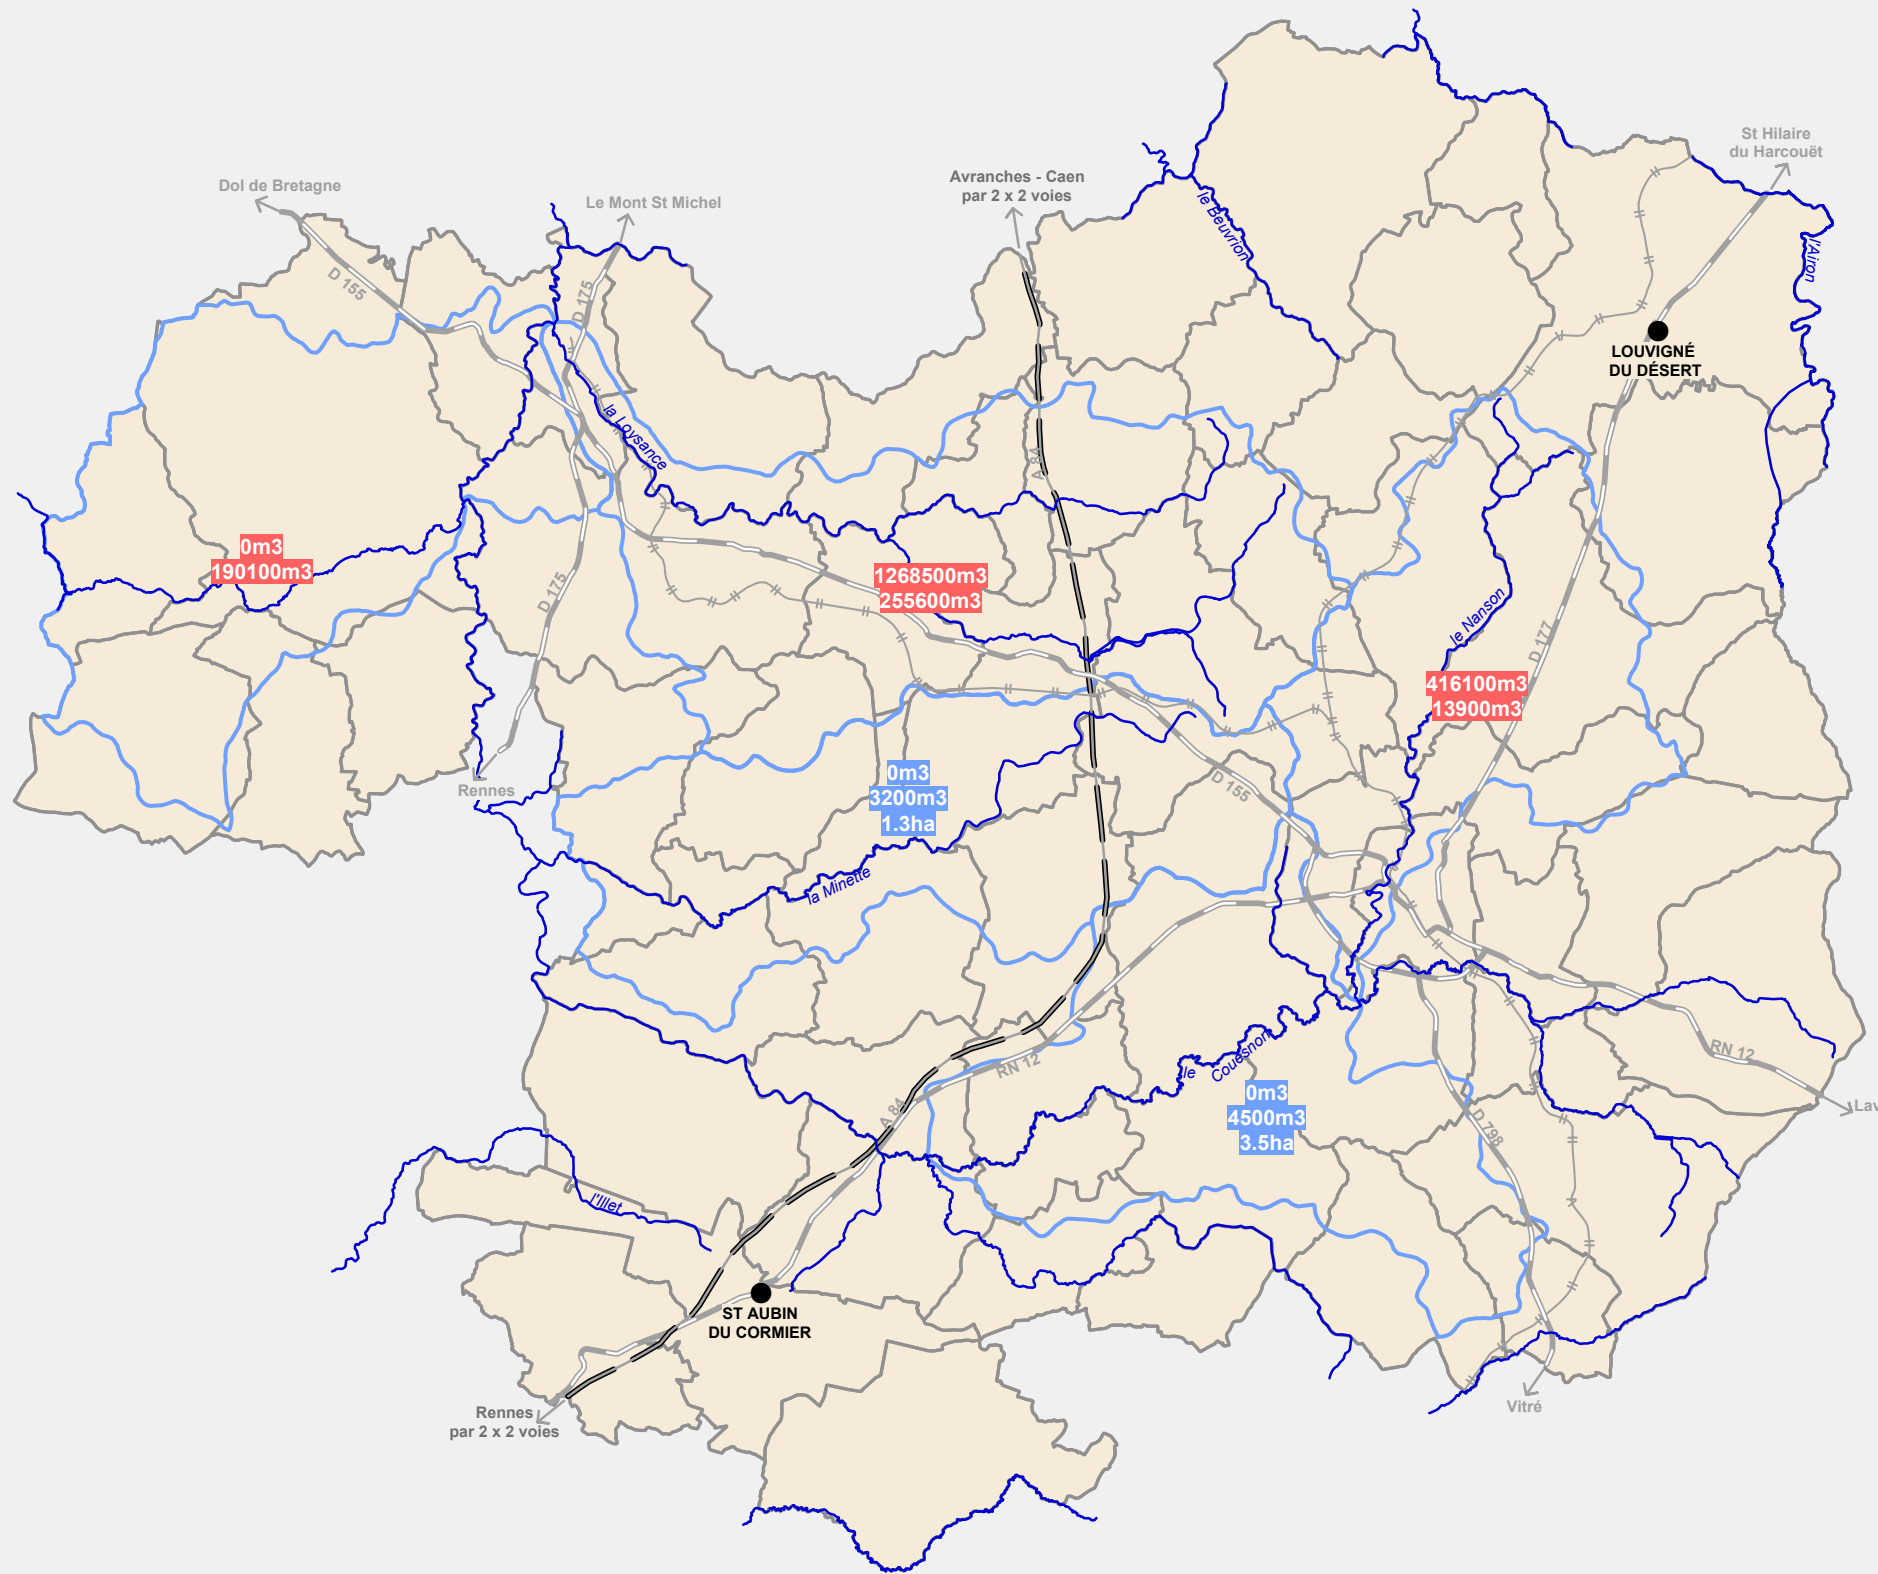 St Hilaire
du Harcouët
Avranches - Caen
par 2 x 2 voies
Dol de Bretagne
Le Mont St Michel
le Beuvrion
l'Airon
D 155
D 175
LOUVIGNÉ
DU DÉSERT
la Loysance
A 84
0m3
190100m3
1268500m3
255600m3
D 175
le Nanson
D 177
416100m3
13900m3
Rennes
0m3
3200m3
1.3ha
D 155
la Minette
le Couesnon
RN 12
RN 12
A 84
0m3
4500m3
3.5ha
D 798
Lav
l'Illet
ST AUBIN
DU CORMIER
Rennes
par 2 x 2 voies
Vitré